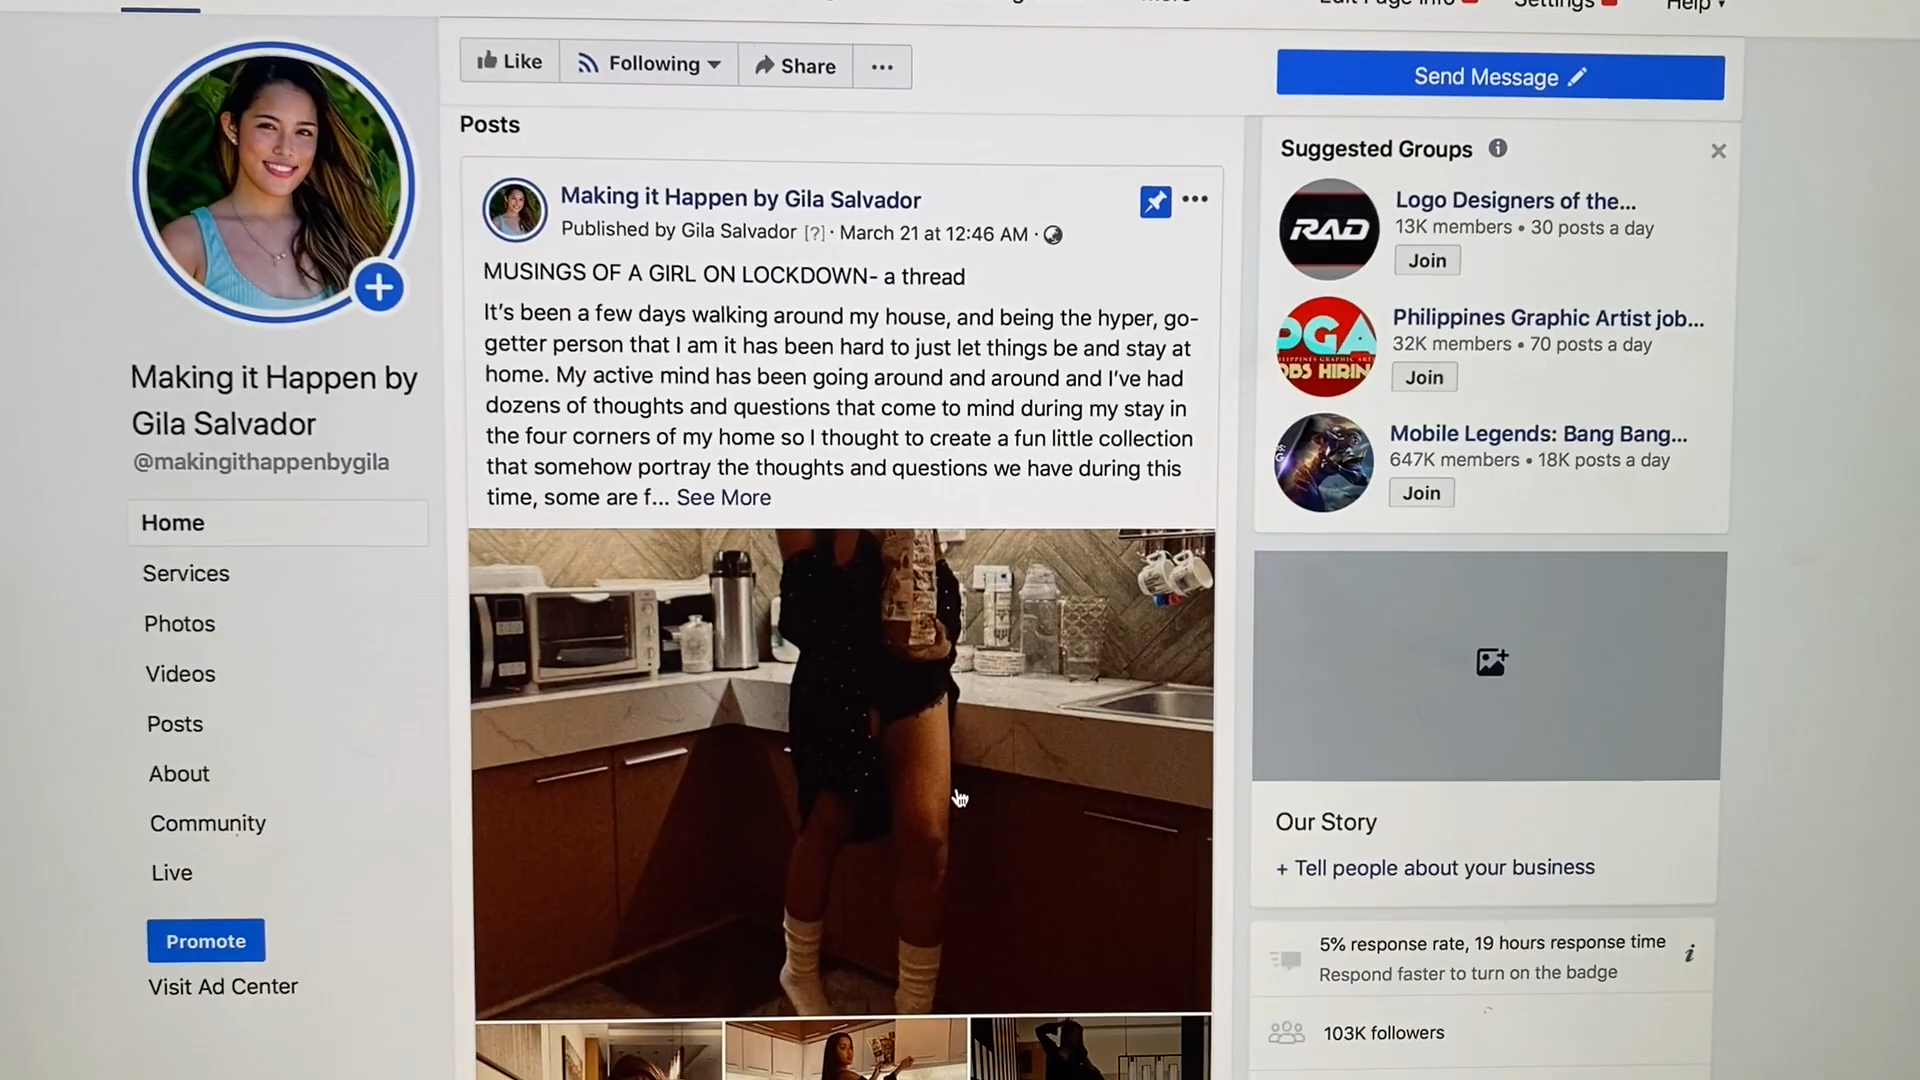 Settings
Help
Like
Following
Share
Send Message
Posts
Making it Happen by Gila Salvador
Published by Gila Salvador [?] · March 21 at 12:46 AM ·
MUSINGS OF A GIRL ON LOCKDOWN- a thread
It's been a few days walking around my house, and being the hyper, go-
getter person that I am it has been hard to just let things be and stay at
home. My active mind has been going around and around and I've had
dozens of thoughts and questions that come to mind during my stay in
the four corners of my home so I thought to create a fun little collection
that somehow portray the thoughts and questions we have during this
time, some are f... See More
Making it Happen by
Gila Salvador
@makingithappenbygila
Home
Services
Photos
Videos
Posts
About
Community
Live
Promote
Visit Ad Center
Suggested Groups
RAD
Logo Designers of the...
13K members • 30 posts a day
Join
PGA
Philippines Graphic Artist job...
32K members • 70 posts a day
Join
Mobile Legends: Bang Bang...
647K members • 18K posts a day
Join
Our Story
+ Tell people about your business
5% response rate, 19 hours response time
Respond faster to turn on the badge
103K followers